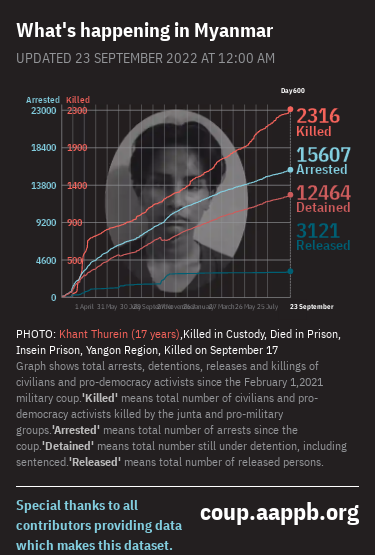 What's happening in Myanmar
UPDATED 23 SEPTEMBER 2022 AT 12:00 AM
Day600
Arrested Killed
23000 2300
2316
Killed
18400 1900
15607
Arrested
13800 1400
12464
Detained
9200 900
3121
Released
4600 500
0
1 April 31 May 30 July 26 May 25 July 23 September
PHOTO: Khant Thurein (17 years),Killed in Custody, Died in Prison,
Insein Prison, Yangon Region, Killed on September 17
Graph shows total arrests, detentions, releases and killings of
civilians and pro-democracy activists since the February 1,2021
military coup.'Killed' means total number of civilians and pro-
democracy activists killed by the junta and pro-military
groups.'Arrested' means total number of arrests since the
coup.'Detained' means total number still under detention, including
sentenced.'Released' means total number of released persons.
Special thanks to all
contributors providing data
which makes this dataset.
coup.aappb.org